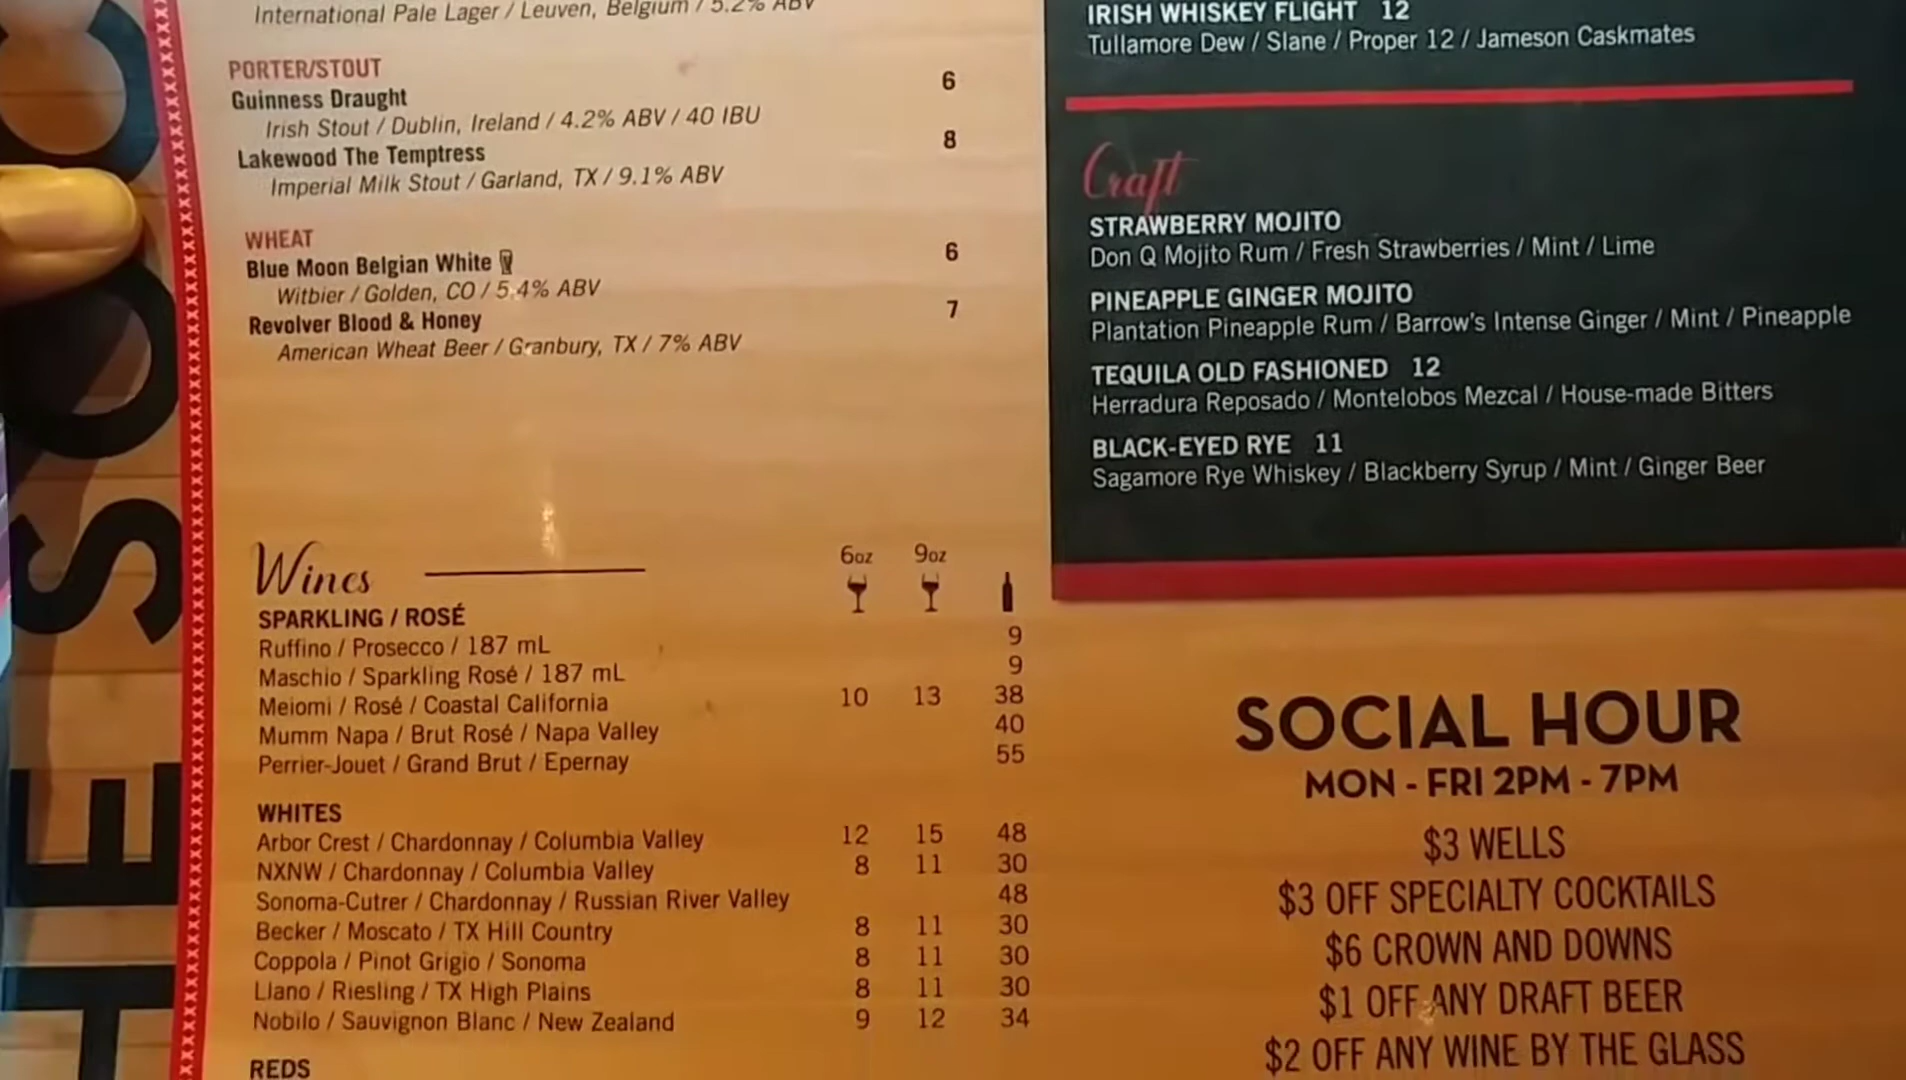 International Pale Lager / Leuven, Belgium / 5.2% ABV
PORTER/STOUT
Guinness Draught 6
Irish Stout / Dublin, Ireland / 4.2% ABV / 40 IBU
Lakewood The Temptress 8
Imperial Milk Stout / Garland, TX / 9.1% ABV
WHEAT
Blue Moon Belgian White 6
Witbier / Golden, CO / 5.4% ABV
Revolver Blood & Honey 7
American Wheat Beer / Granbury, TX / 7% ABV
Wines 6oz 9oz
SPARKLING / ROSÉ
Ruffino / Prosecco / 187 mL 9
Maschio / Sparkling Rosé / 187 mL 9
Meiomi / Rosé / Coastal California 10 13 38
Mumm Napa / Brut Rosé / Napa Valley 40
Perrier-Jouet / Grand Brut / Epernay 55
WHITES
Arbor Crest / Chardonnay / Columbia Valley 12 15 48
NXNW / Chardonnay / Columbia Valley 8 11 30
Sonoma-Cutrer / Chardonnay / Russian River Valley 48
Becker / Moscato / TX Hill Country 8 11 30
Coppola / Pinot Grigio / Sonoma 8 11 30
Llano / Riesling / TX High Plains 8 11 30
Nobilo / Sauvignon Blanc / New Zealand 9 12 34
REDS
IRISH WHISKEY FLIGHT 12
Tullamore Dew / Slane / Proper 12 / Jameson Caskmates
Craft
STRAWBERRY MOJITO
Don Q Mojito Rum / Fresh Strawberries / Mint / Lime
PINEAPPLE GINGER MOJITO
Plantation Pineapple Rum / Barrow's Intense Ginger / Mint / Pineapple
TEQUILA OLD FASHIONED 12
Herradura Reposado / Montelobos Mezcal / House-made Bitters
BLACK-EYED RYE 11
Sagamore Rye Whiskey / Blackberry Syrup / Mint / Ginger Beer
SOCIAL HOUR
MON - FRI 2PM - 7PM
$3 WELLS
$3 OFF SPECIALTY COCKTAILS
$6 CROWN AND DOWNS
$1 OFF ANY DRAFT BEER
$2 OFF ANY WINE BY THE GLASS